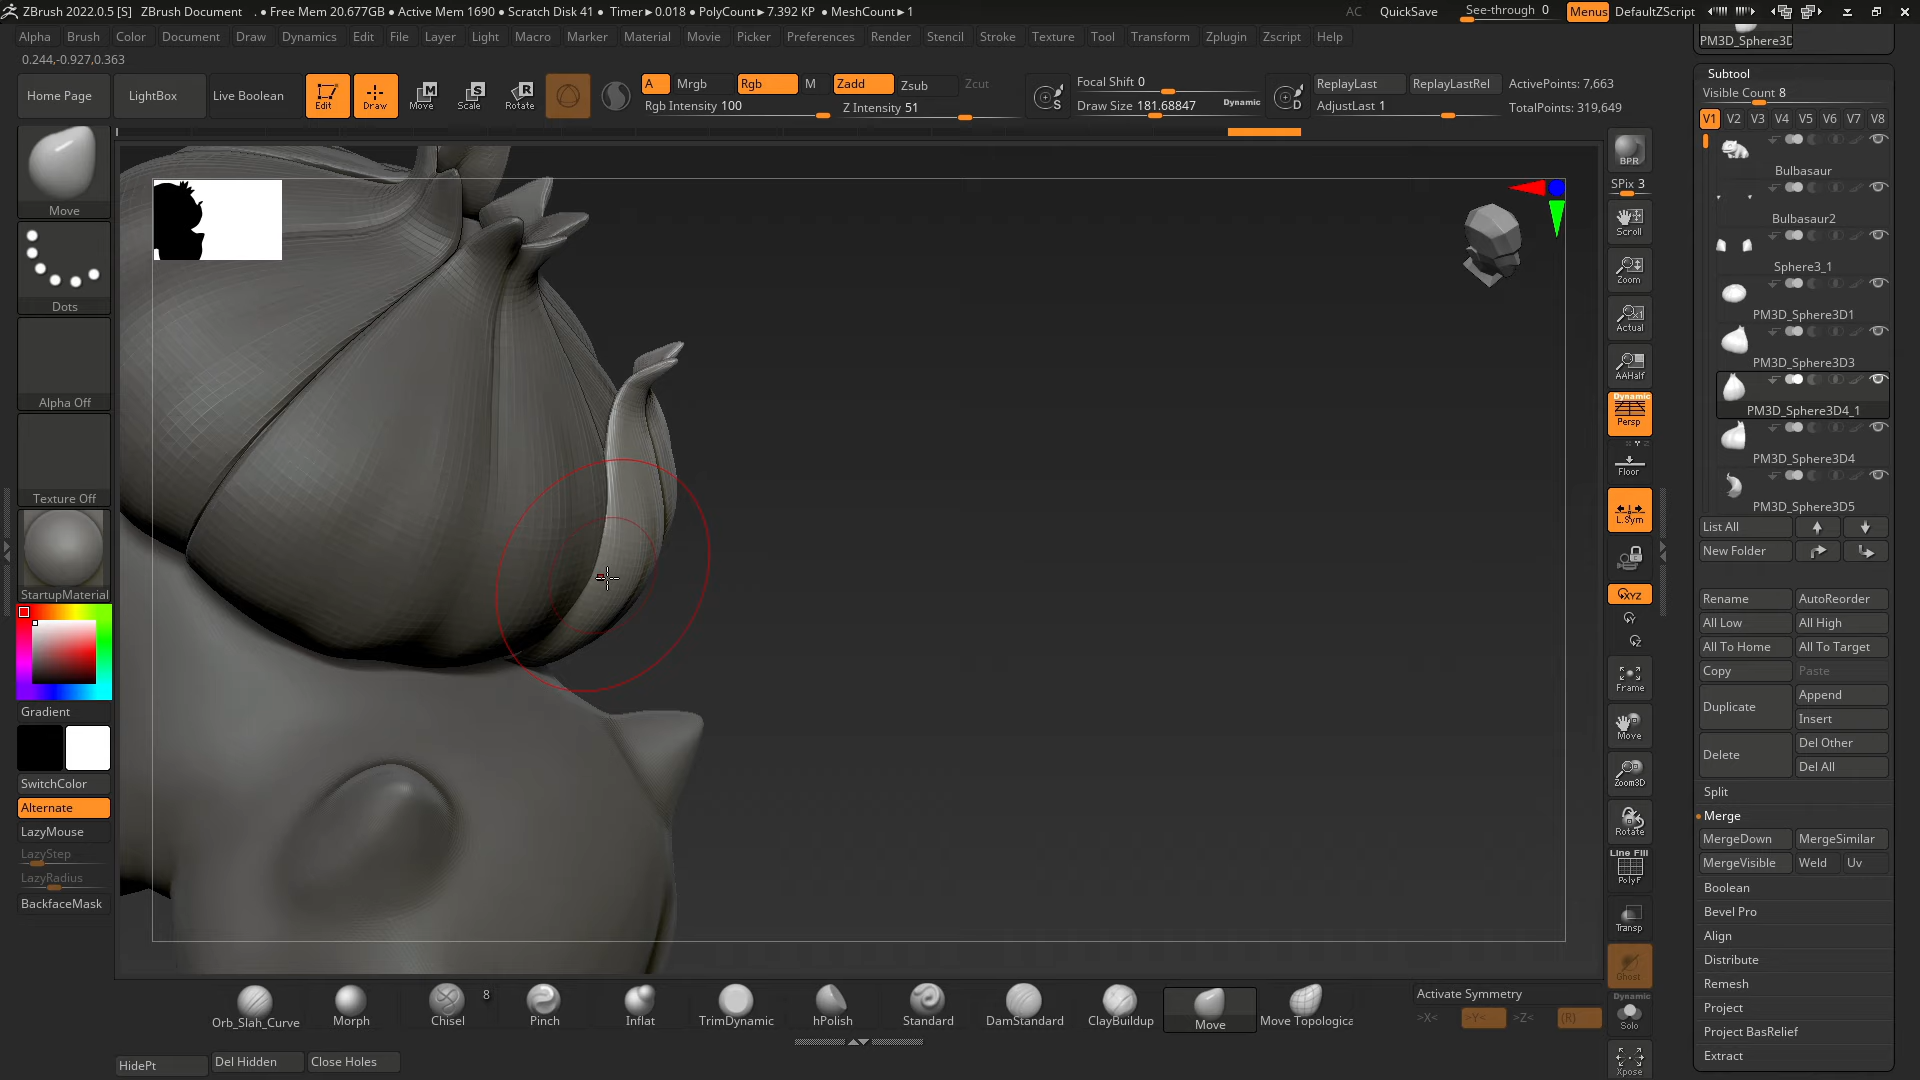 ZBrush 2022.0.5 [S] ZBrush Document . ● Free Mem 20.677GB ● Active Mem 1690 ● Scratch Disk 41 ● Timer►0.018 ● PolyCount►7.392 KP ● MeshCount►1 AC QuickSave See-through 0 Menus DefaultZScript
Alpha Brush Color Document Draw Dynamics Edit File Layer Light Macro Marker Material Movie Picker Preferences Render Stencil Stroke Texture Tool Transform Zplugin Zscript Help
0.244,-0.927,0.363
Home Page LightBox Live Boolean Edit Draw Move Scale Rotate
A Mrgb Rgb M Zadd Zsub Zcut
Rgb Intensity 100 Z Intensity 51
Focal Shift 0
Draw Size 181.68847 Dynamic
ReplayLast ReplayLastRel ActivePoints: 7,663
AdjustLast 1 TotalPoints: 319,649
Move
Dots
Alpha Off
Texture Off
StartupMaterial
Gradient
SwitchColor
Alternate
LazyMouse
LazyStep
LazyRadius
BackfaceMask
BPR
SPix 3
Scroll
Zoom
Actual
AAHalf
Dynamic
Persp
Floor
L.Sym
XYZ
Frame
Move
Zoom3D
Rotate
Line Fill
PolyF
Transp
Ghost
Dynamic
Solo
Xpose
PM3D_Sphere3D
Subtool
Visible Count 8
V1 V2 V3 V4 V5 V6 V7 V8
Bulbasaur
Bulbasaur2
Sphere3_1
PM3D_Sphere3D1
PM3D_Sphere3D3
PM3D_Sphere3D4_1
PM3D_Sphere3D4
PM3D_Sphere3D5
List All
New Folder
Rename AutoReorder
All Low All High
All To Home All To Target
Copy Paste
Duplicate Append
Insert
Delete Del Other
Del All
Split
Merge
MergeDown MergeSimilar
MergeVisible Weld Uv
Boolean
Bevel Pro
Align
Distribute
Remesh
Project
Project BasRelief
Extract
8
Orb_Slah_Curve Morph Chisel Pinch Inflat TrimDynamic hPolish Standard DamStandard ClayBuildup Move Move Topologica
Activate Symmetry
>X< >Y< >Z< (R)
HidePt Del Hidden Close Holes